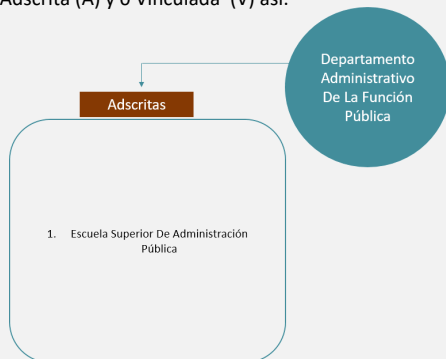 Adscrita (A) y o Vinculada (V) así:
Departamento
Administrativo
De La Función
Pública
Adscritas
1. Escuela Superior De Administración
Pública